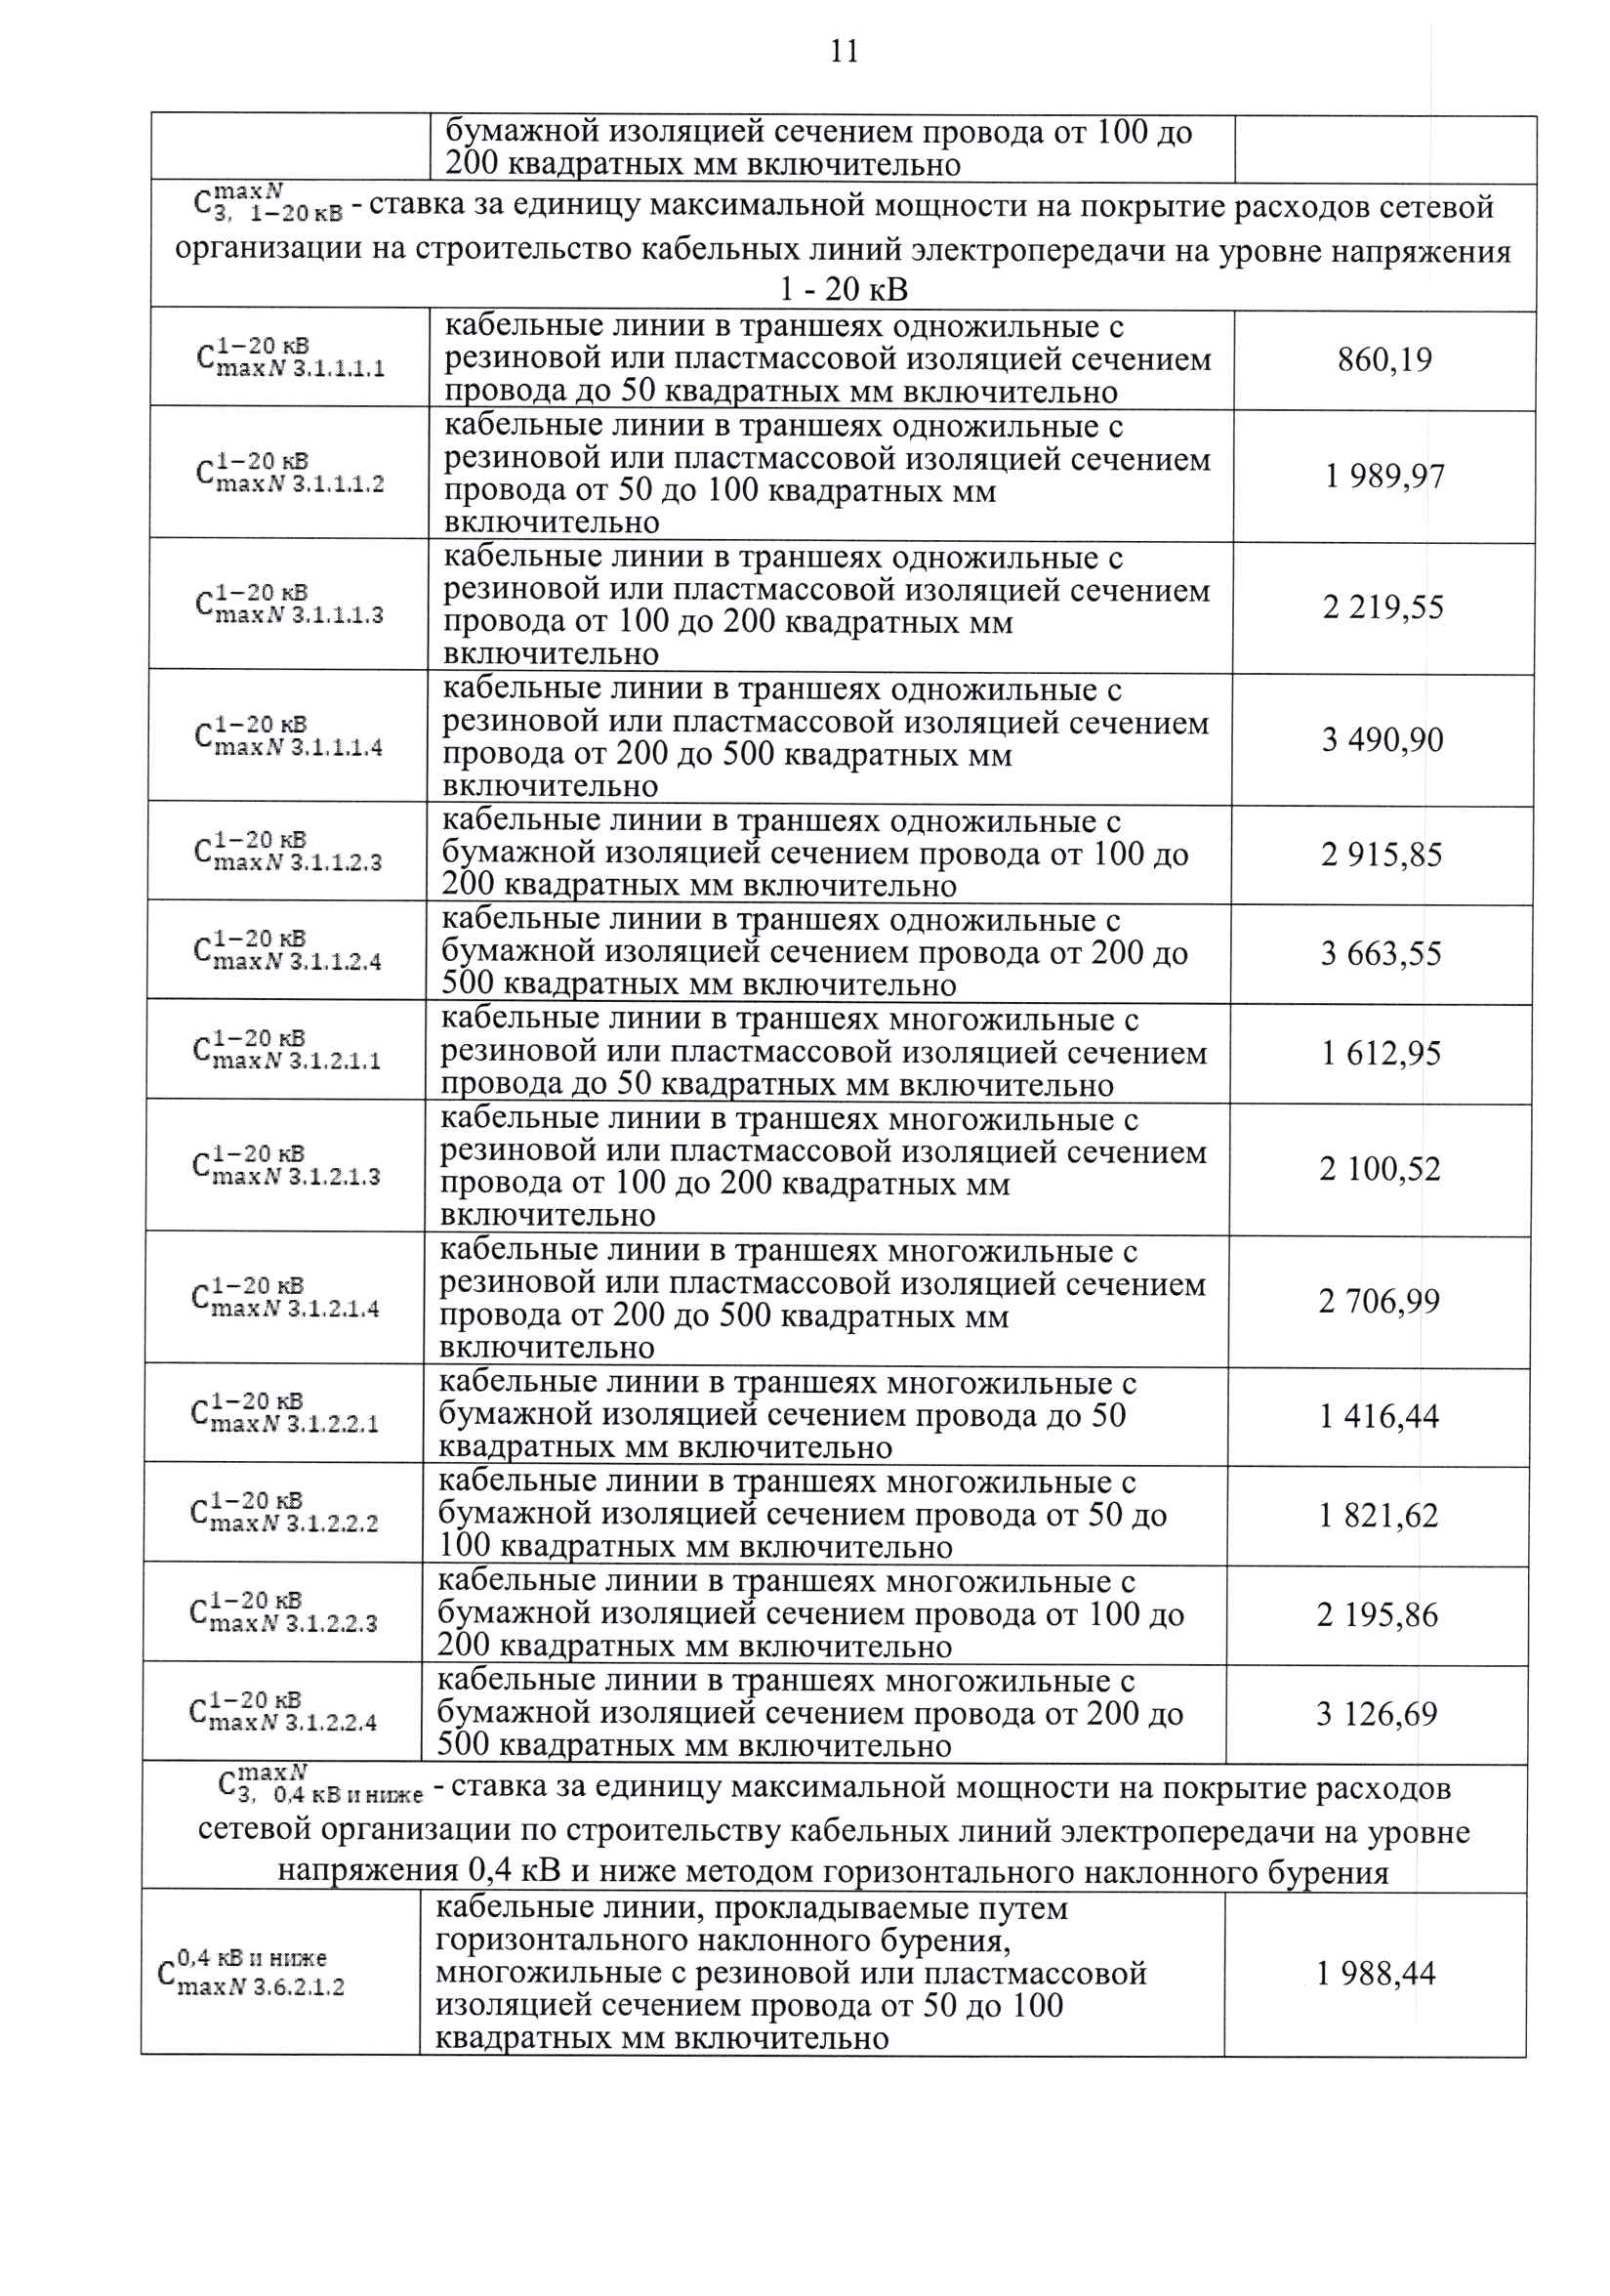 11
бумажной изоляцией сечением провода от 100 до
200 квадратных мм включительно
C maxN 3, 1–20 кВ - ставка за единицу максимальной мощности на покрытие расходов сетевой
организации на строительство кабельных линий электропередачи на уровне напряжения
1 - 20 кВ
C 1–20 кВ maxN 3.1.1.1.1
кабельные линии в траншеях одножильные с
резиновой или пластмассовой изоляцией сечением
провода до 50 квадратных мм включительно
860,19
C 1–20 кВ maxN 3.1.1.1.2
кабельные линии в траншеях одножильные с
резиновой или пластмассовой изоляцией сечением
провода от 50 до 100 квадратных мм
включительно
1 989,97
C 1–20 кВ maxN 3.1.1.1.3
кабельные линии в траншеях одножильные с
резиновой или пластмассовой изоляцией сечением
провода от 100 до 200 квадратных мм
включительно
2 219,55
C 1–20 кВ maxN 3.1.1.1.4
кабельные линии в траншеях одножильные с
резиновой или пластмассовой изоляцией сечением
провода от 200 до 500 квадратных мм
включительно
3 490,90
C 1–20 кВ maxN 3.1.1.2.3
кабельные линии в траншеях одножильные с
бумажной изоляцией сечением провода от 100 до
200 квадратных мм включительно
2 915,85
C 1–20 кВ maxN 3.1.1.2.4
кабельные линии в траншеях одножильные с
бумажной изоляцией сечением провода от 200 до
500 квадратных мм включительно
3 663,55
C 1–20 кВ maxN 3.1.2.1.1
кабельные линии в траншеях многожильные с
резиновой или пластмассовой изоляцией сечением
провода до 50 квадратных мм включительно
1 612,95
C 1–20 кВ maxN 3.1.2.1.3
кабельные линии в траншеях многожильные с
резиновой или пластмассовой изоляцией сечением
провода от 100 до 200 квадратных мм
включительно
2 100,52
C 1–20 кВ maxN 3.1.2.1.4
кабельные линии в траншеях многожильные с
резиновой или пластмассовой изоляцией сечением
провода от 200 до 500 квадратных мм
включительно
2 706,99
C 1–20 кВ maxN 3.1.2.2.1
кабельные линии в траншеях многожильные с
бумажной изоляцией сечением провода до 50
квадратных мм включительно
1 416,44
C 1–20 кВ maxN 3.1.2.2.2
кабельные линии в траншеях многожильные с
бумажной изоляцией сечением провода от 50 до
100 квадратных мм включительно
1 821,62
C 1–20 кВ maxN 3.1.2.2.3
кабельные линии в траншеях многожильные с
бумажной изоляцией сечением провода от 100 до
200 квадратных мм включительно
2 195,86
C 1–20 кВ maxN 3.1.2.2.4
кабельные линии в траншеях многожильные с
бумажной изоляцией сечением провода от 200 до
500 квадратных мм включительно
3 126,69
C maxN 3, 0,4 кВ и ниже - ставка за единицу максимальной мощности на покрытие расходов
сетевой организации по строительству кабельных линий электропередачи на уровне
напряжения 0,4 кВ и ниже методом горизонтального наклонного бурения
C 0,4 кВ и ниже maxN 3.6.2.1.2
кабельные линии, прокладываемые путем
горизонтального наклонного бурения,
многожильные с резиновой или пластмассовой
изоляцией сечением провода от 50 до 100
квадратных мм включительно
1 988,44